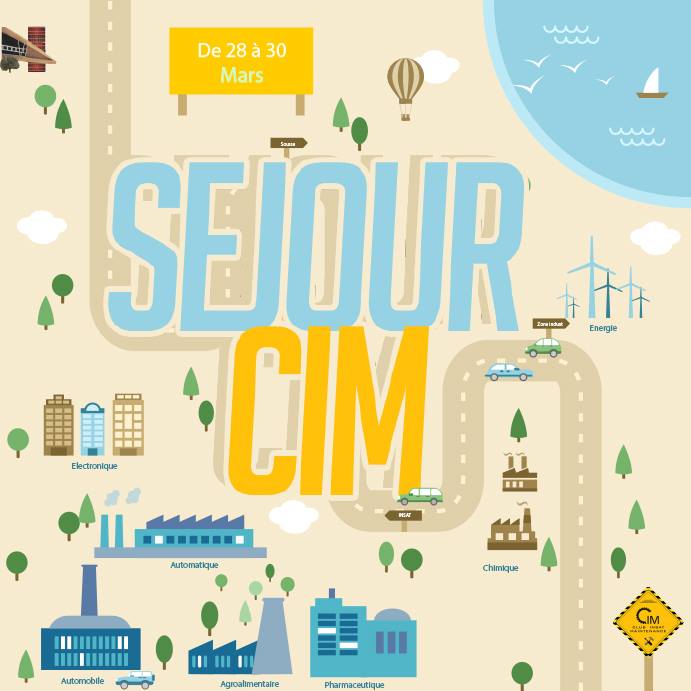 De 28 à 30
Mars
Sousse
SEJOUR
CIM
Energie
Zone Indust
Electronique
INSAT
Automatique
Chimique
CIM
CLUB INSAT
MAINTENANCE
Automobile
Agroalimentaire
Pharmaceutique